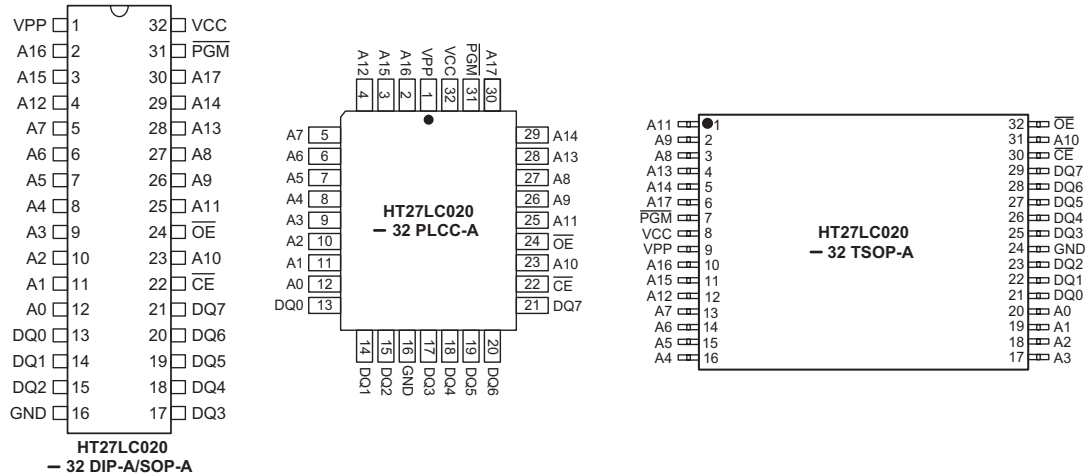 VPP 1 32 VCC
A16 2 31 PGM
A15 3 30 A17
A12 4 29 A14
A7 5 28 A13
A6 6 27 A8
A5 7 26 A9
A4 8 25 A11
A3 9 24 OE
A2 10 23 A10
A1 11 22 CE
A0 12 21 DQ7
DQ0 13 20 DQ6
DQ1 14 19 DQ5
DQ2 15 18 DQ4
GND 16 17 DQ3
HT27LC020
– 32 DIP-A/SOP-A
A12 A15 A16 VPP VCC PGM A17
4 3 2 1 32 31 30
A7 5 29 A14
A6 6 28 A13
A5 7 27 A8
A4 8 26 A9
A3 9 25 A11
A2 10 24 OE
A1 11 23 A10
A0 12 22 CE
DQ0 13 21 DQ7
HT27LC020
– 32 PLCC-A
14 15 16 17 18 19 20
DQ1 DQ2 GND DQ3 DQ4 DQ5 DQ6
A11 1 32 OE
A9 2 31 A10
A8 3 30 CE
A13 4 29 DQ7
A14 5 28 DQ6
A17 6 27 DQ5
PGM 7 26 DQ4
VCC 8 25 DQ3
VPP 9 24 GND
A16 10 23 DQ2
A15 11 22 DQ1
A12 12 21 DQ0
A7 13 20 A0
A6 14 19 A1
A5 15 18 A2
A4 16 17 A3
HT27LC020
– 32 TSOP-A